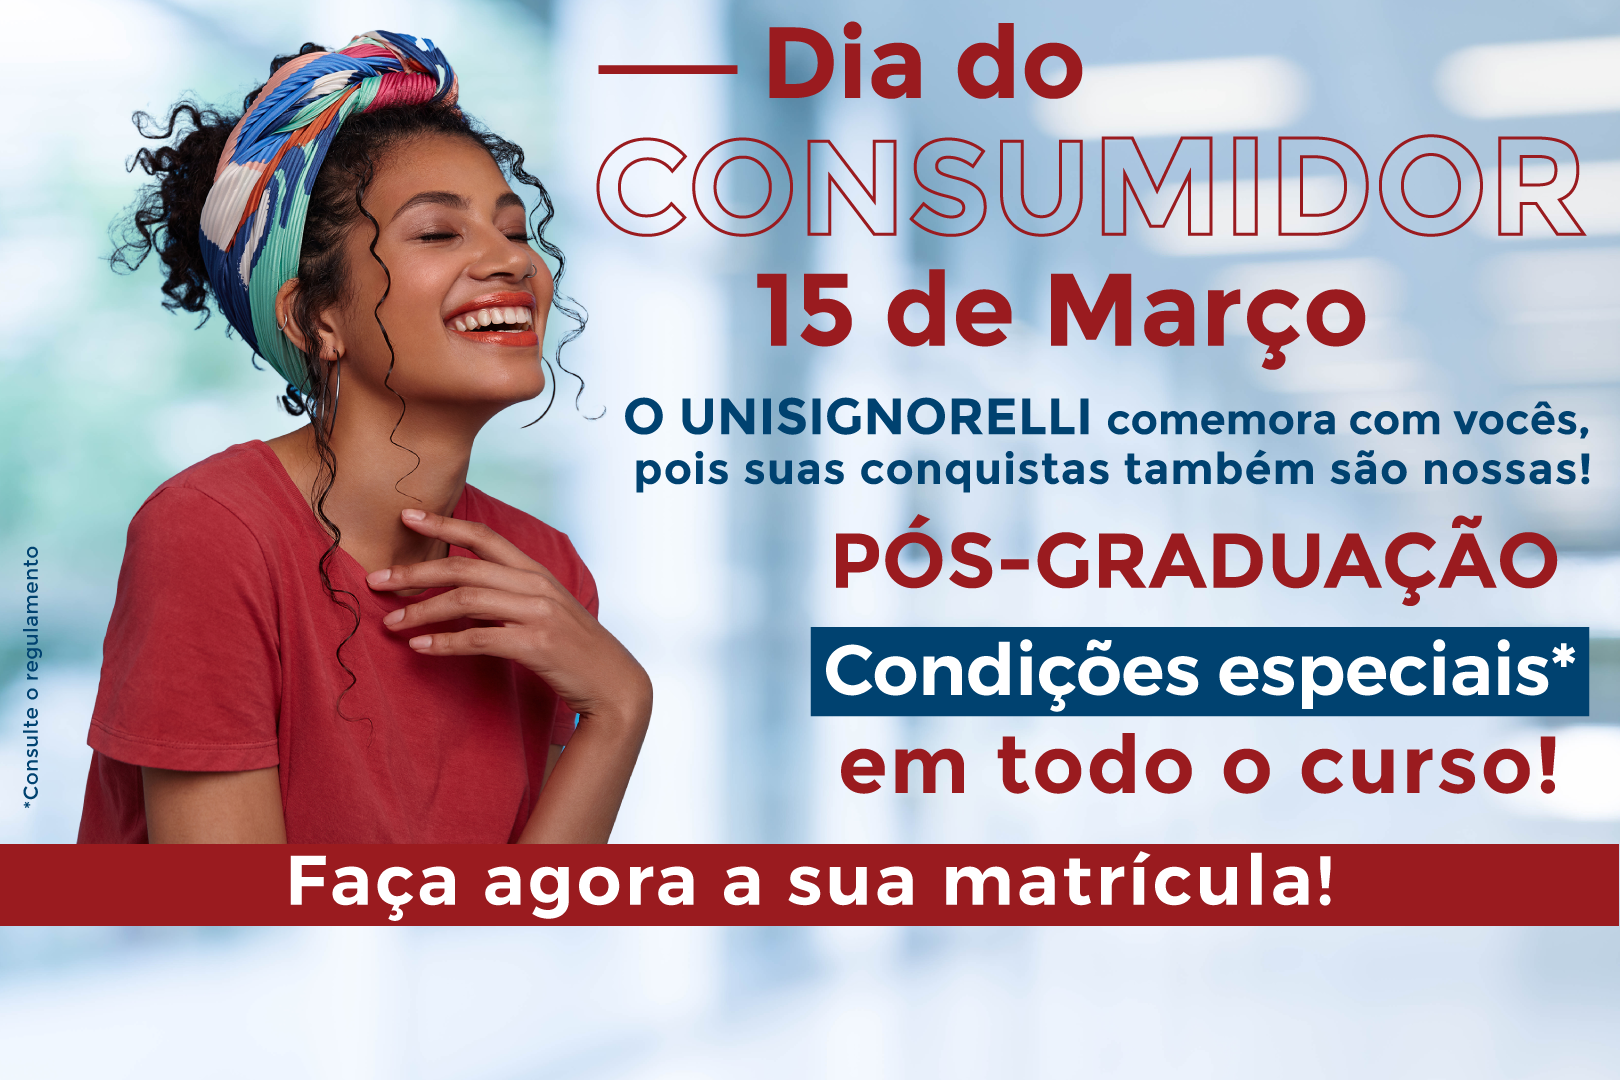 Dia do
CONSUMIDOR
15 de Março
O UNISIGNORELLI comemora com vocês,
pois suas conquistas também são nossas!
PÓS-GRADUAÇÃO
Condições especiais*
em todo o curso!
*Consulte o regulamento
Faça agora a sua matrícula!